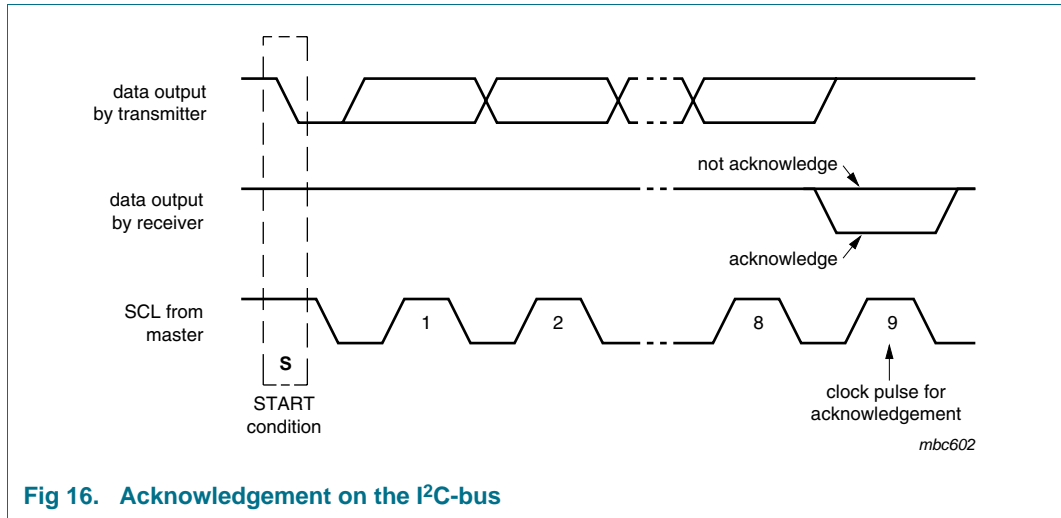 data output
by transmitter
not acknowledge
data output
by receiver
acknowledge
SCL from
master
1
2
8
9
S
START
condition
clock pulse for
acknowledgement
mbc602
Fig 16. Acknowledgement on the I²C-bus